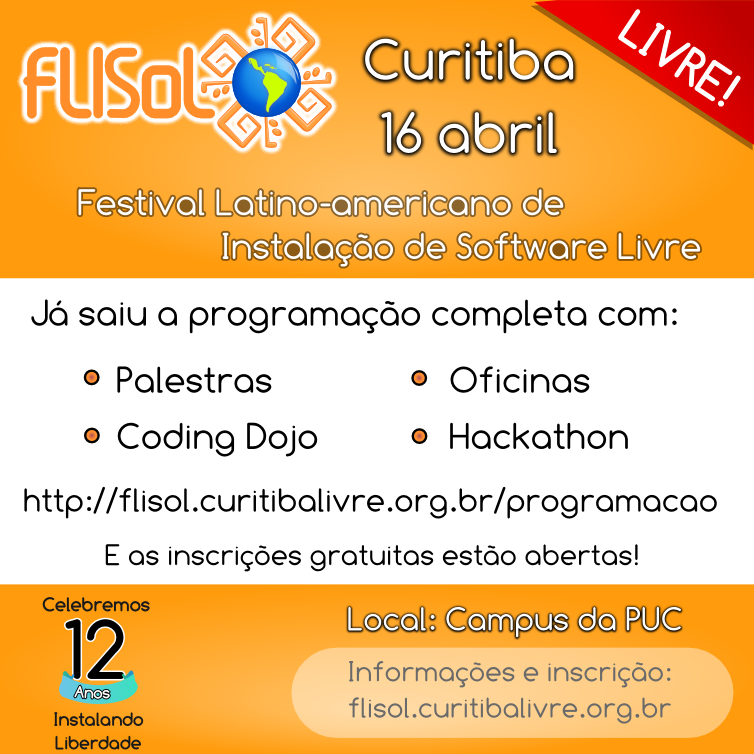 FLISoL
Curitiba
16 abril
LIVRE!
Festival Latino-americano de
Instalação de Software Livre
Já saiu a programação completa com:
Palestras
Oficinas
Coding Dojo
Hackathon
http://flisol.curitibalivre.org.br/programacao
E as inscrições gratuitas estão abertas!
Celebremos
12
Anos
Instalando
Liberdade
Local: Campus da PUC
Informações e inscrição:
flisol.curitibalivre.org.br